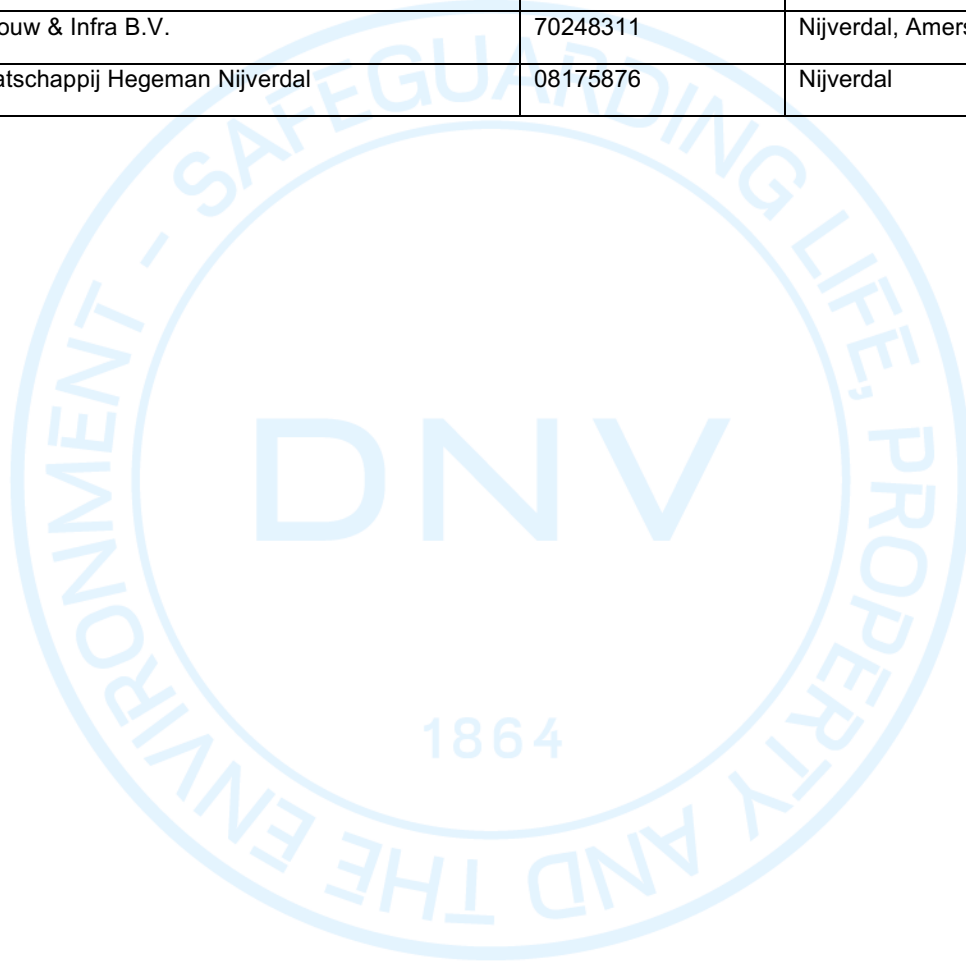 ouw & Infra B.V. 70248311 Nijverdal, Amers
atschappij Hegeman Nijverdal 08175876 Nijverdal
SAFEGUARDING LIFE, PROPERTY AND THE ENVIRONMENT -
DNV
1864